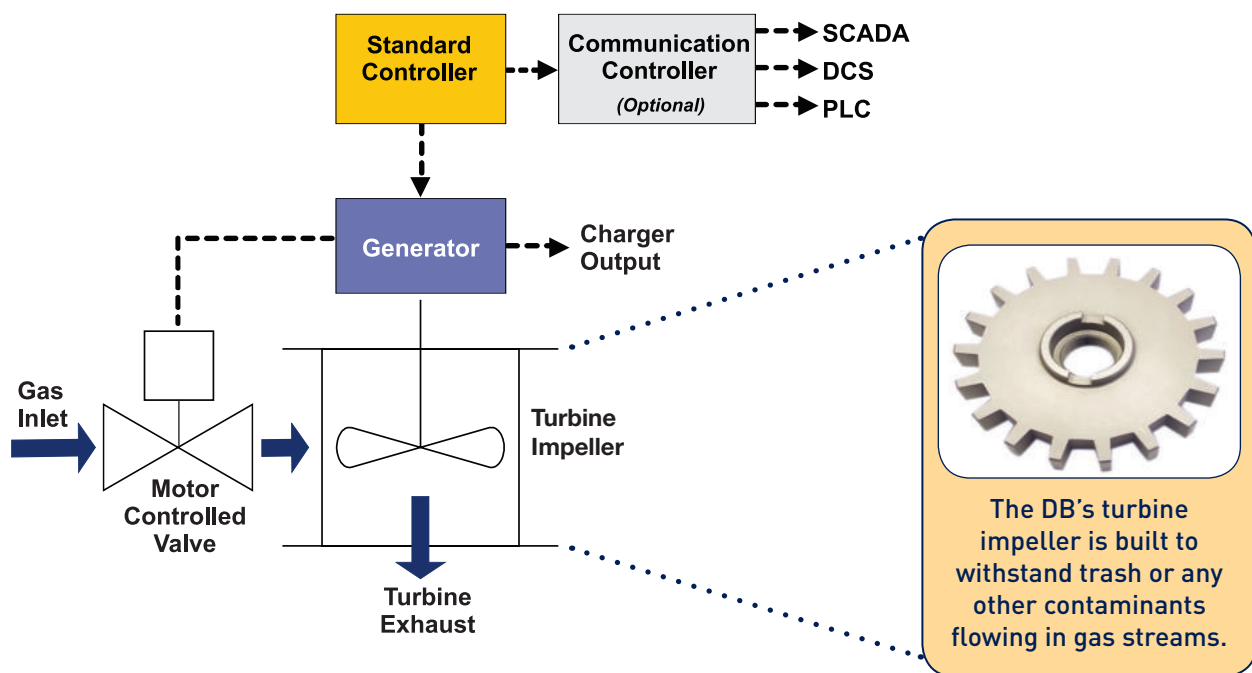 Standard
Controller
Communication
Controller
(Optional)
SCADA
DCS
PLC
Generator
Charger
Output
Gas
Inlet
Motor
Controlled
Valve
Turbine
Impeller
Turbine
Exhaust
The DB’s turbine
impeller is built to
withstand trash or any
other contaminants
flowing in gas streams.